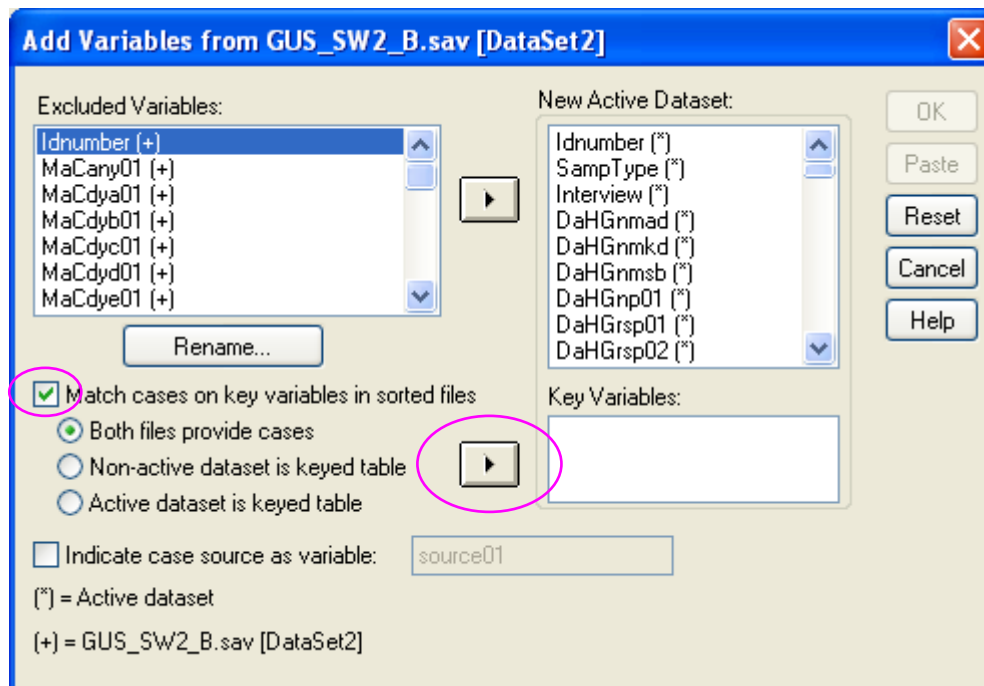 Add Variables from GUS_SW2_B.sav [DataSet2]
Excluded Variables:
Idnumber (+)
MaCany01 (+)
MaCdya01 (+)
MaCdyb01 (+)
MaCdyc01 (+)
MaCdyd01 (+)
MaCdye01 (+)
Rename...
New Active Dataset:
Idnumber (*)
SampType (*)
Interview (*)
DaHGnmad (*)
DaHGnmkd (*)
DaHGnmsb (*)
DaHGnp01 (*)
DaHGrsp01 (*)
DaHGrsp02 (*)
OK
Paste
Reset
Cancel
Help
Match cases on key variables in sorted files
Both files provide cases
Non-active dataset is keyed table
Active dataset is keyed table
Key Variables:
Indicate case source as variable:
source01
(*) = Active dataset
(+) = GUS_SW2_B.sav [DataSet2]